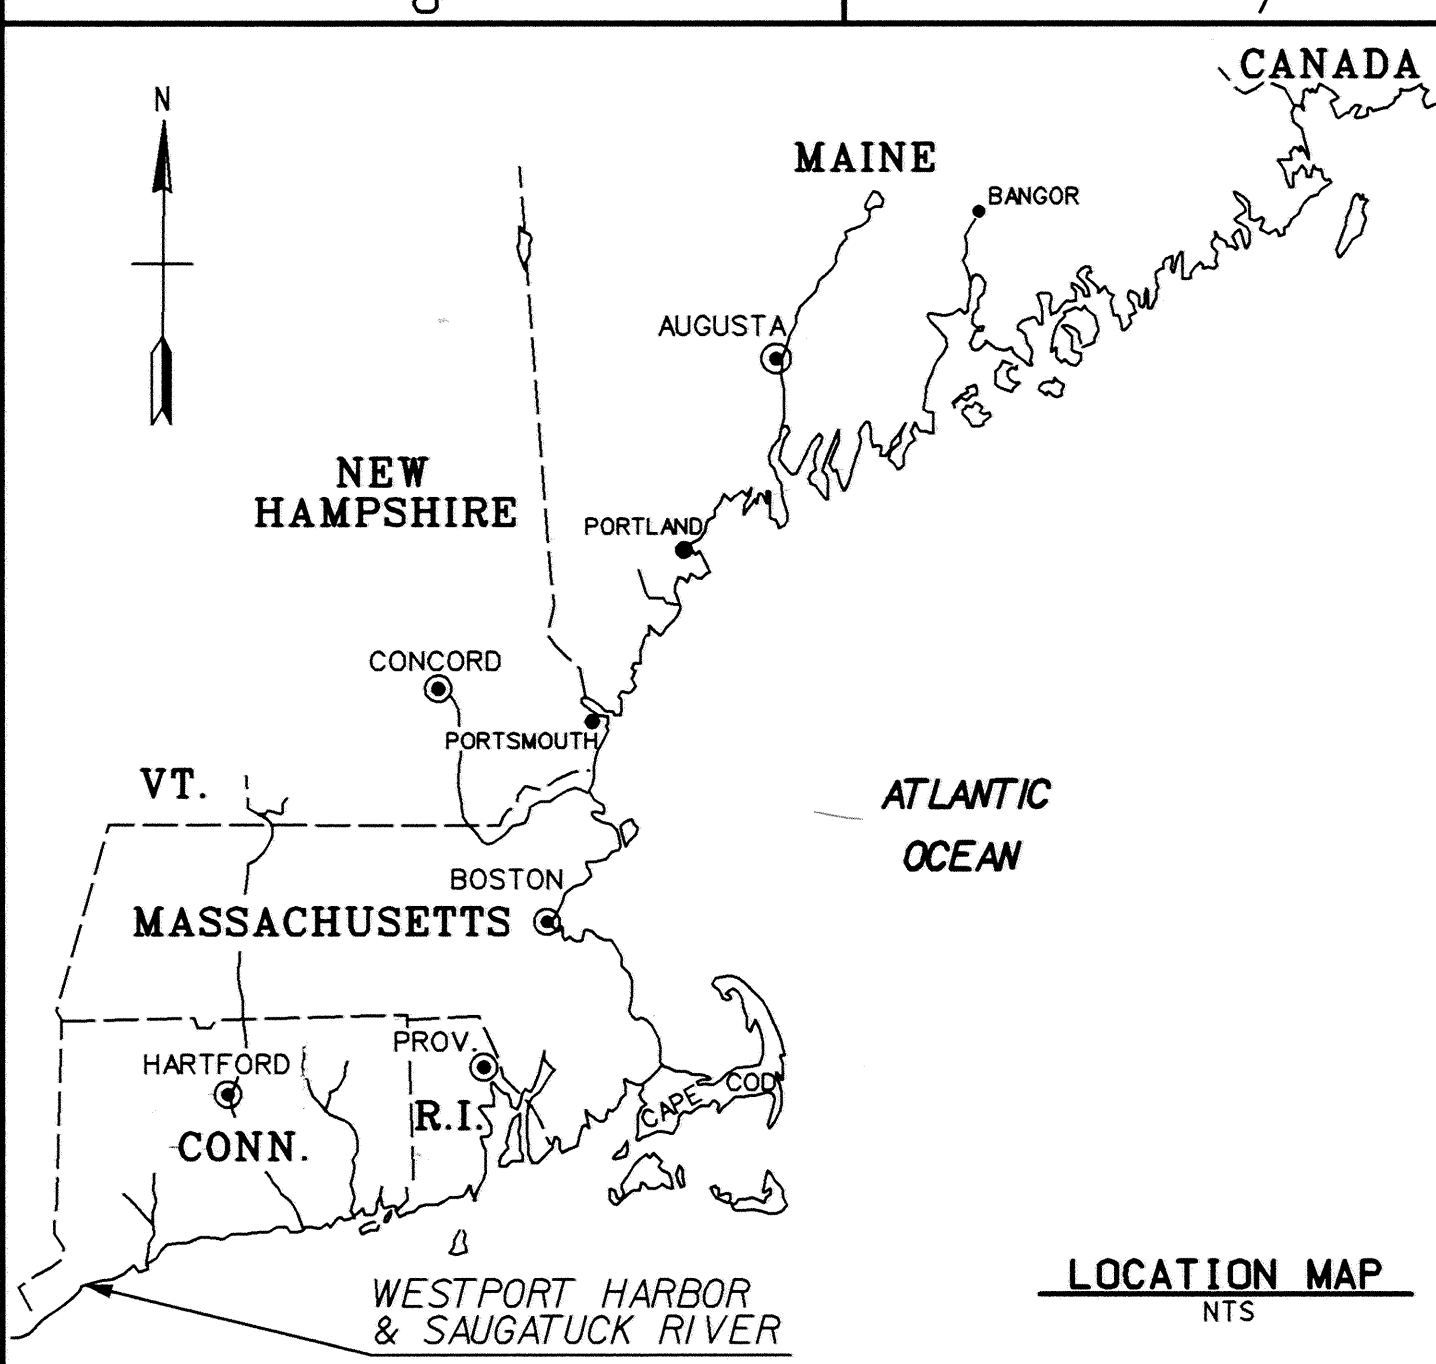 CANADA
N
MAINE
BANGOR
AUGUSTA
NEW
HAMPSHIRE
PORTLAND
CONCORD
PORTSMOUTH
VT.
ATLANTIC
OCEAN
BOSTON
MASSACHUSETTS
PROV.
HARTFORD
CAPE COD
R.I.
CONN.
LOCATION MAP
NTS
WESTPORT HARBOR
& SAUGATUCK RIVER